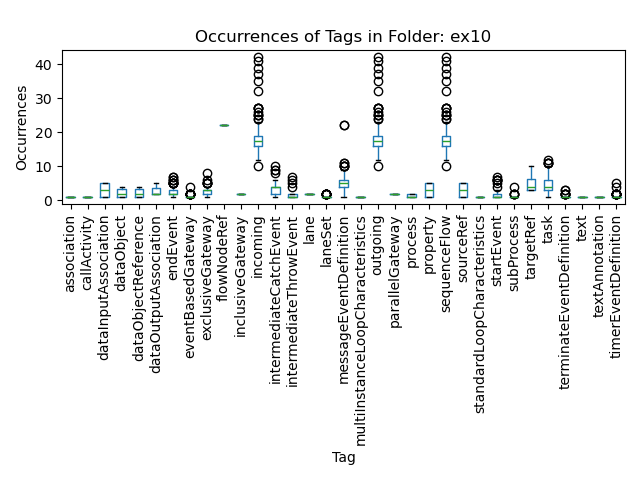 Occurrences of Tags in Folder: ex10
Occurrences
40
30
20
10
0
association
callActivity
dataInputAssociation
dataObject
dataObjectReference
dataOutputAssociation
endEvent
eventBasedGateway
exclusiveGateway
flowNodeRef
inclusiveGateway
incoming
intermediateCatchEvent
intermediateThrowEvent
lane
laneSet
messageEventDefinition
multiInstanceLoopCharacteristics
outgoing
parallelGateway
process
property
sequenceFlow
sourceRef
standardLoopCharacteristics
startEvent
subProcess
targetRef
task
terminateEventDefinition
text
textAnnotation
timerEventDefinition
Tag